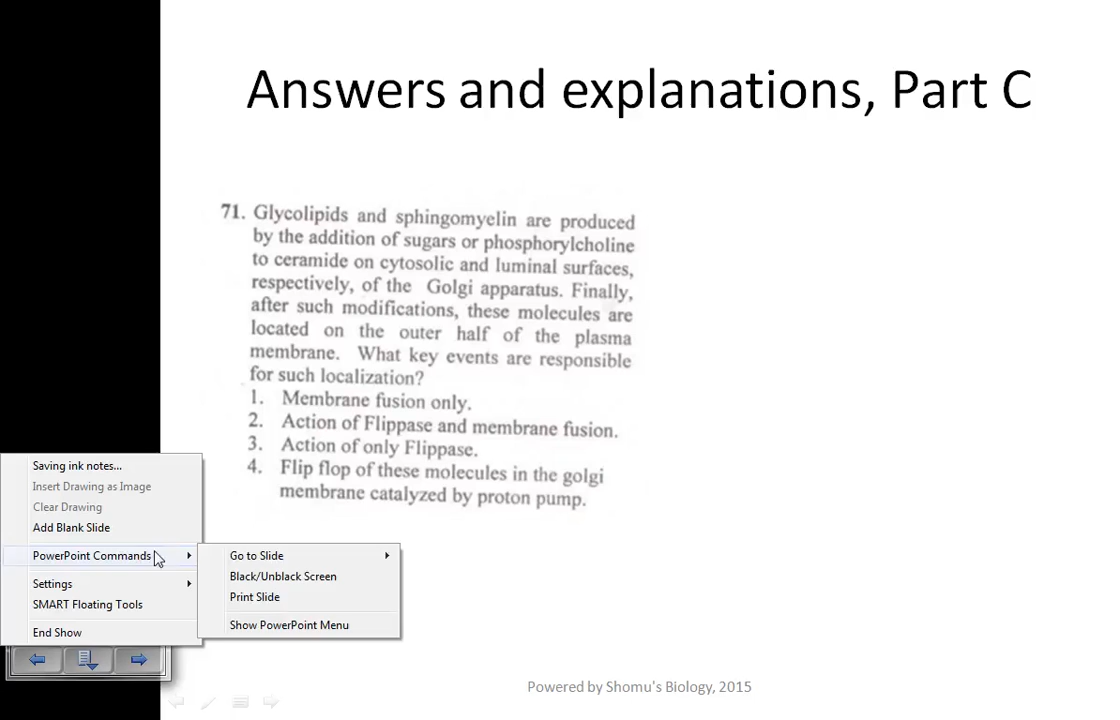 Answers and explanations, Part C
71. Glycolipids and sphingomyelin are produced
by the addition of sugars or phosphorylcholine
to ceramide on cytosolic and luminal surfaces,
respectively, of the Golgi apparatus. Finally,
after such modifications, these molecules are
located on the outer half of the plasma
membrane. What key events are responsible
for such localization?
1. Membrane fusion only.
2. Action of Flippase and membrane fusion.
3. Action of only Flippase.
4. Flip flop of these molecules in the golgi
membrane catalyzed by proton pump.
Saving ink notes...
Insert Drawing as Image
Clear Drawing
Add Blank Slide
PowerPoint Commands
Settings
SMART Floating Tools
End Show
Go to Slide
Black/Unblack Screen
Print Slide
Show PowerPoint Menu
Powered by Shomu's Biology, 2015